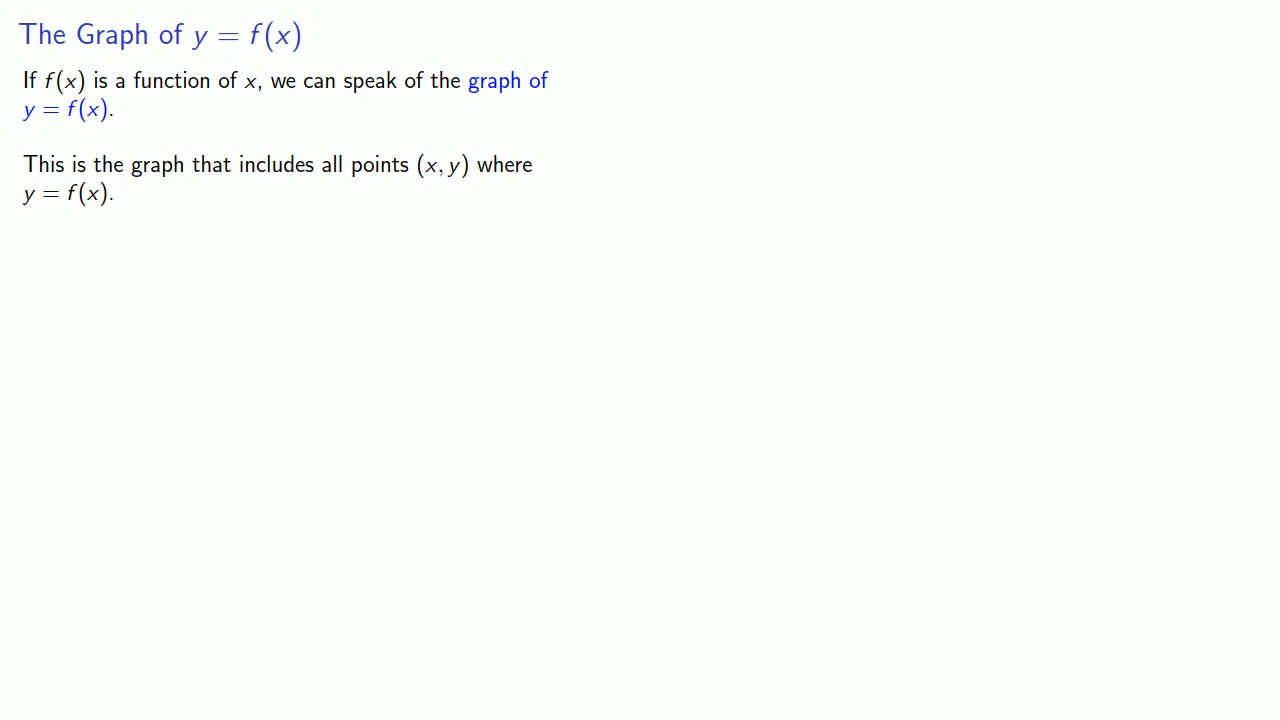 The Graph of y = f(x)
If f(x) is a function of x, we can speak of the graph of
y = f(x).
This is the graph that includes all points (x, y) where
y = f(x).